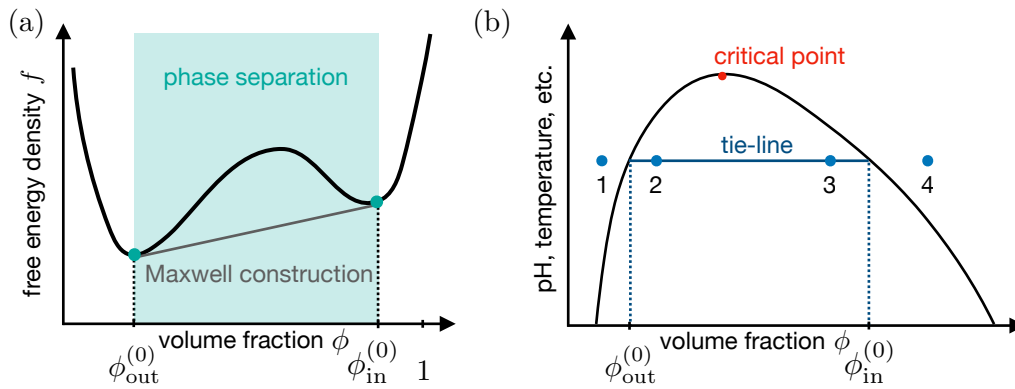 (a)
free energy density f
phase separation
Maxwell construction
volume fraction ϕ
ϕ_out^(0)
ϕ_in^(0)
1
(b)
pH, temperature, etc.
critical point
tie-line
1
2
3
4
volume fraction ϕ
ϕ_out^(0)
ϕ_in^(0)